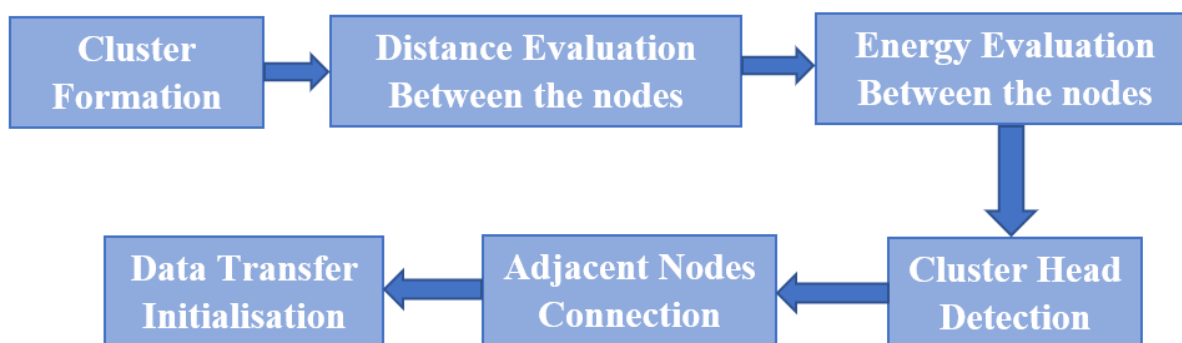 Cluster
Formation
Distance Evaluation
Between the nodes
Energy Evaluation
Between the nodes
Cluster Head
Detection
Adjacent Nodes
Connection
Data Transfer
Initialisation